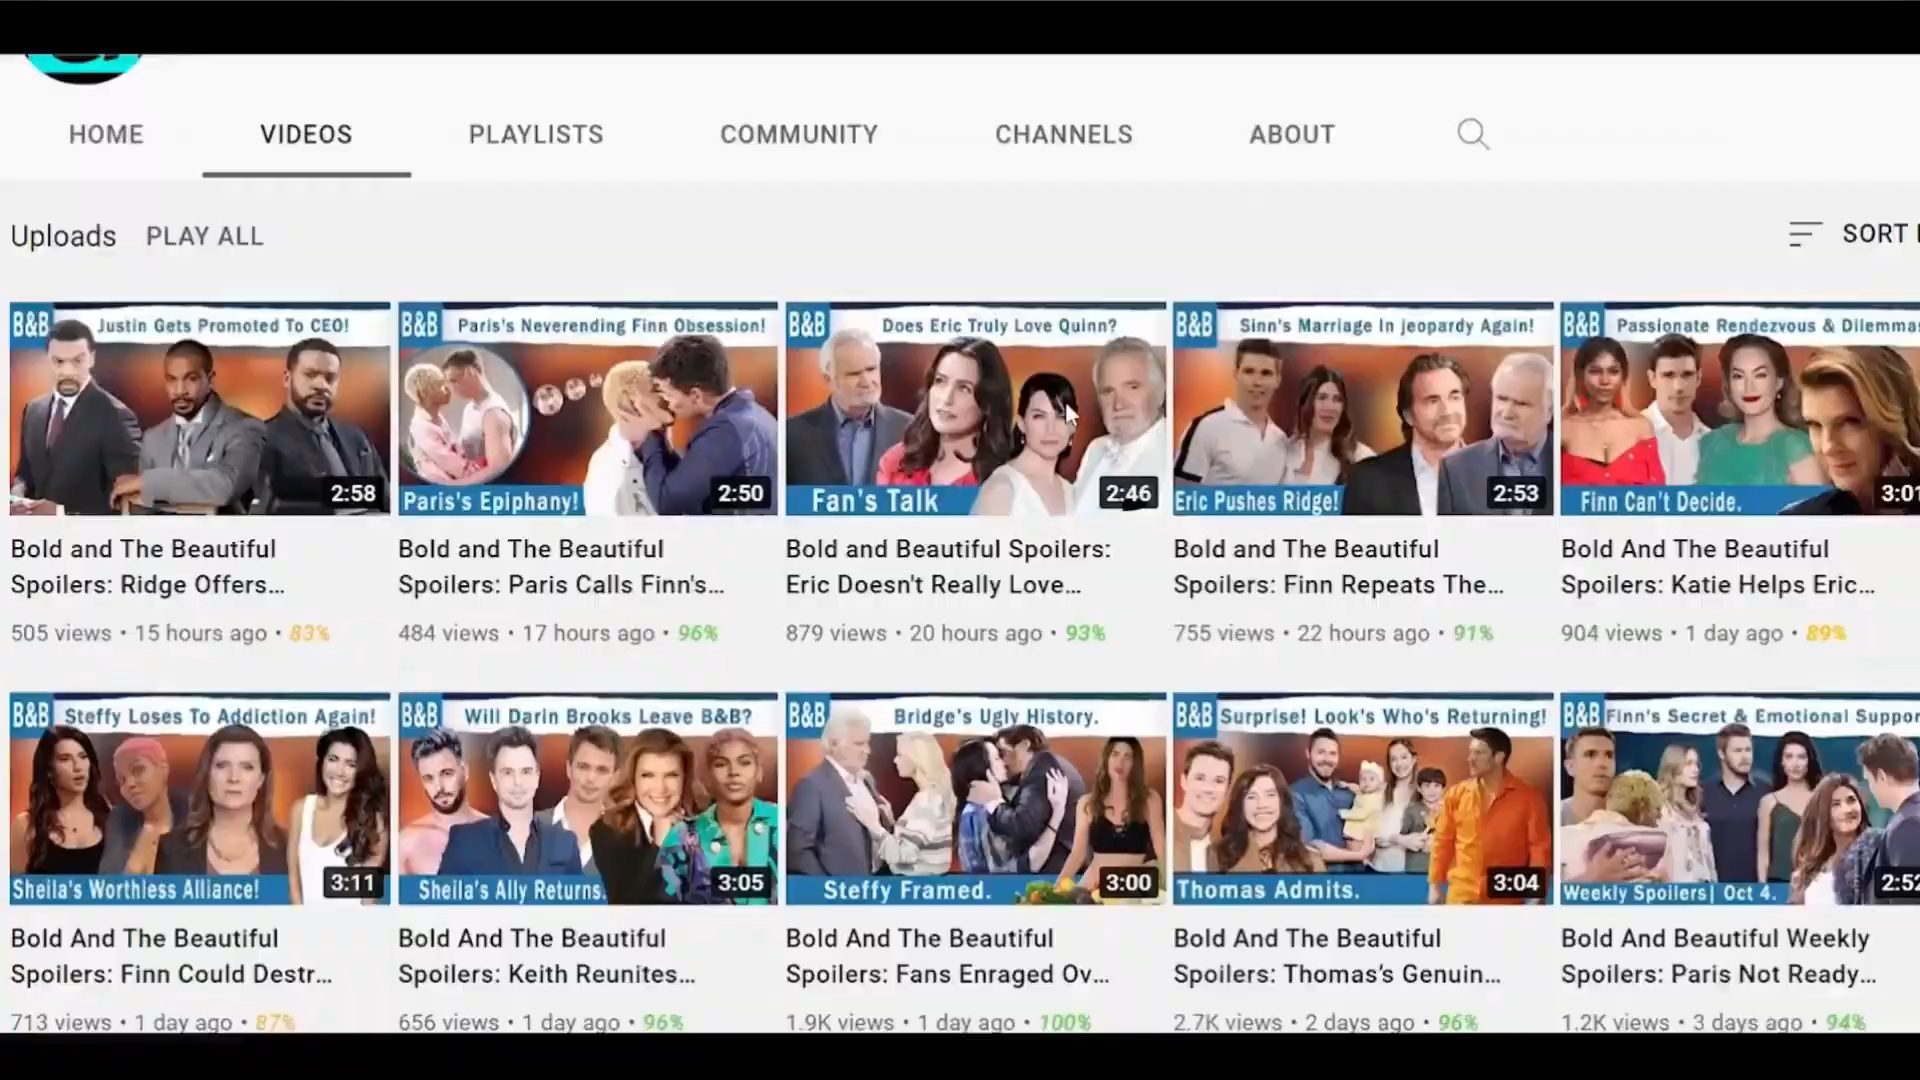 HOME VIDEOS PLAYLISTS COMMUNITY CHANNELS ABOUT
Uploads PLAY ALL SORT
B&B Justin Gets Promoted To CEO!
2:58
Bold and The Beautiful
Spoilers: Ridge Offers...
505 views • 15 hours ago • 83%
B&B Paris's Neverending Finn Obsession!
Paris's Epiphany! 2:50
Bold and The Beautiful
Spoilers: Paris Calls Finn's...
484 views • 17 hours ago • 96%
B&B Does Eric Truly Love Quinn?
Fan's Talk 2:46
Bold and Beautiful Spoilers:
Eric Doesn't Really Love...
879 views • 20 hours ago • 93%
B&B Sinn's Marriage In jeopardy Again!
Eric Pushes Ridge! 2:53
Bold and The Beautiful
Spoilers: Finn Repeats The...
755 views • 22 hours ago • 91%
B&B Passionate Rendezvous & Dilemmas
Finn Can't Decide. 3:01
Bold And The Beautiful
Spoilers: Katie Helps Eric...
904 views • 1 day ago • 89%
B&B Steffy Loses To Addiction Again!
Sheila's Worthless Alliance! 3:11
Bold And The Beautiful
Spoilers: Finn Could Destr...
713 views • 1 day ago • 87%
B&B Will Darin Brooks Leave B&B?
Sheila's Ally Returns. 3:05
Bold And The Beautiful
Spoilers: Keith Reunites...
656 views • 1 day ago • 96%
B&B Bridge's Ugly History.
Steffy Framed. 3:00
Bold And The Beautiful
Spoilers: Fans Enraged Ov...
1.9K views • 1 day ago • 100%
B&B Surprise! Look's Who's Returning!
Thomas Admits. 3:04
Bold And The Beautiful
Spoilers: Thomas's Genuin...
2.7K views • 2 days ago • 96%
B&B Finn's Secret & Emotional Suppor
Weekly Spoilers| Oct 4. 2:52
Bold And Beautiful Weekly
Spoilers: Paris Not Ready...
1.2K views • 3 days ago • 94%